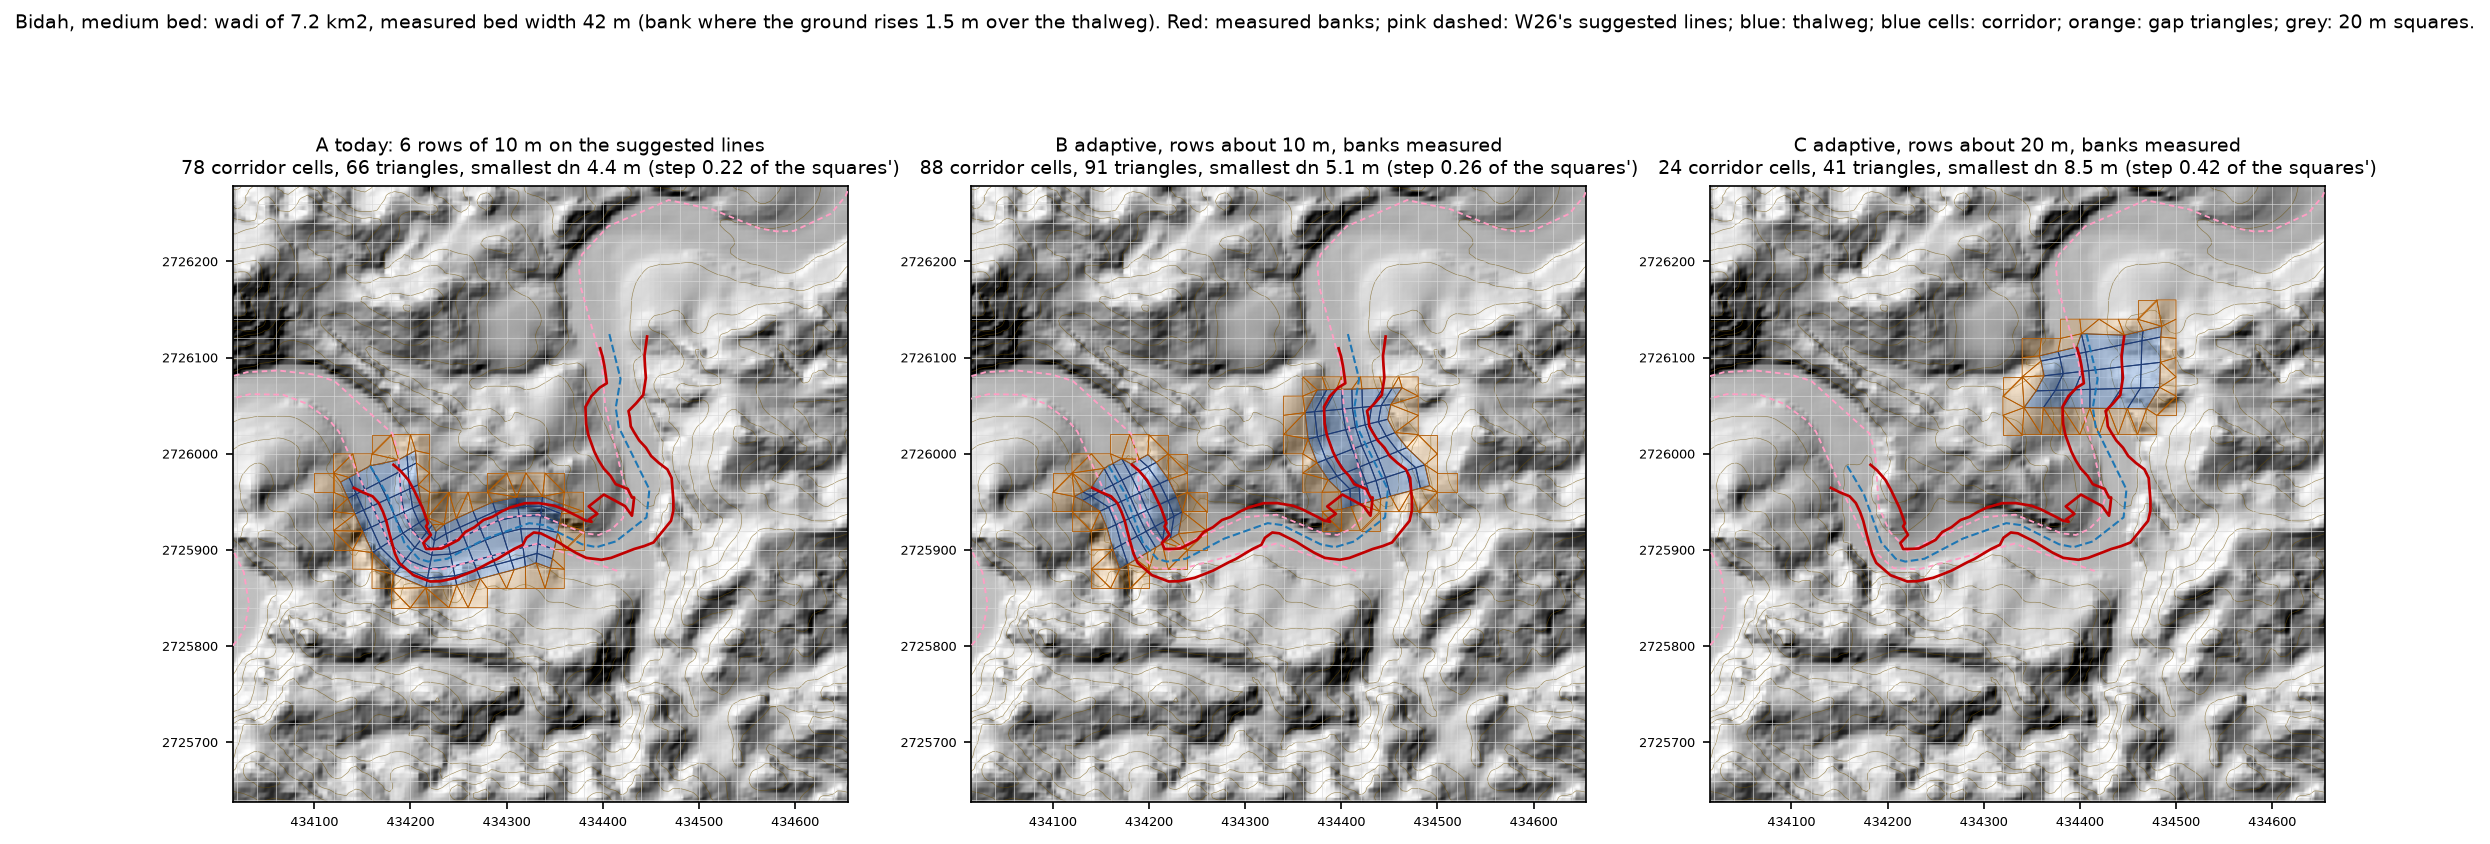 Bidah, medium bed: wadi of 7.2 km2, measured bed width 42 m (bank where the ground rises 1.5 m over the thalweg). Red: measured banks; pink dashed: W26's suggested lines; blue: thalweg; blue cells: corridor; orange: gap triangles; grey: 20 m squares.
A today: 6 rows of 10 m on the suggested lines
78 corridor cells, 66 triangles, smallest dn 4.4 m (step 0.22 of the squares')
2726200
2726100
2726000
2725900
2725800
2725700
434100 434200 434300 434400 434500 434600
B adaptive, rows about 10 m, banks measured
88 corridor cells, 91 triangles, smallest dn 5.1 m (step 0.26 of the squares')
2726200
2726100
2726000
2725900
2725800
2725700
434100 434200 434300 434400 434500 434600
C adaptive, rows about 20 m, banks measured
24 corridor cells, 41 triangles, smallest dn 8.5 m (step 0.42 of the squares')
2726200
2726100
2726000
2725900
2725800
2725700
434100 434200 434300 434400 434500 434600